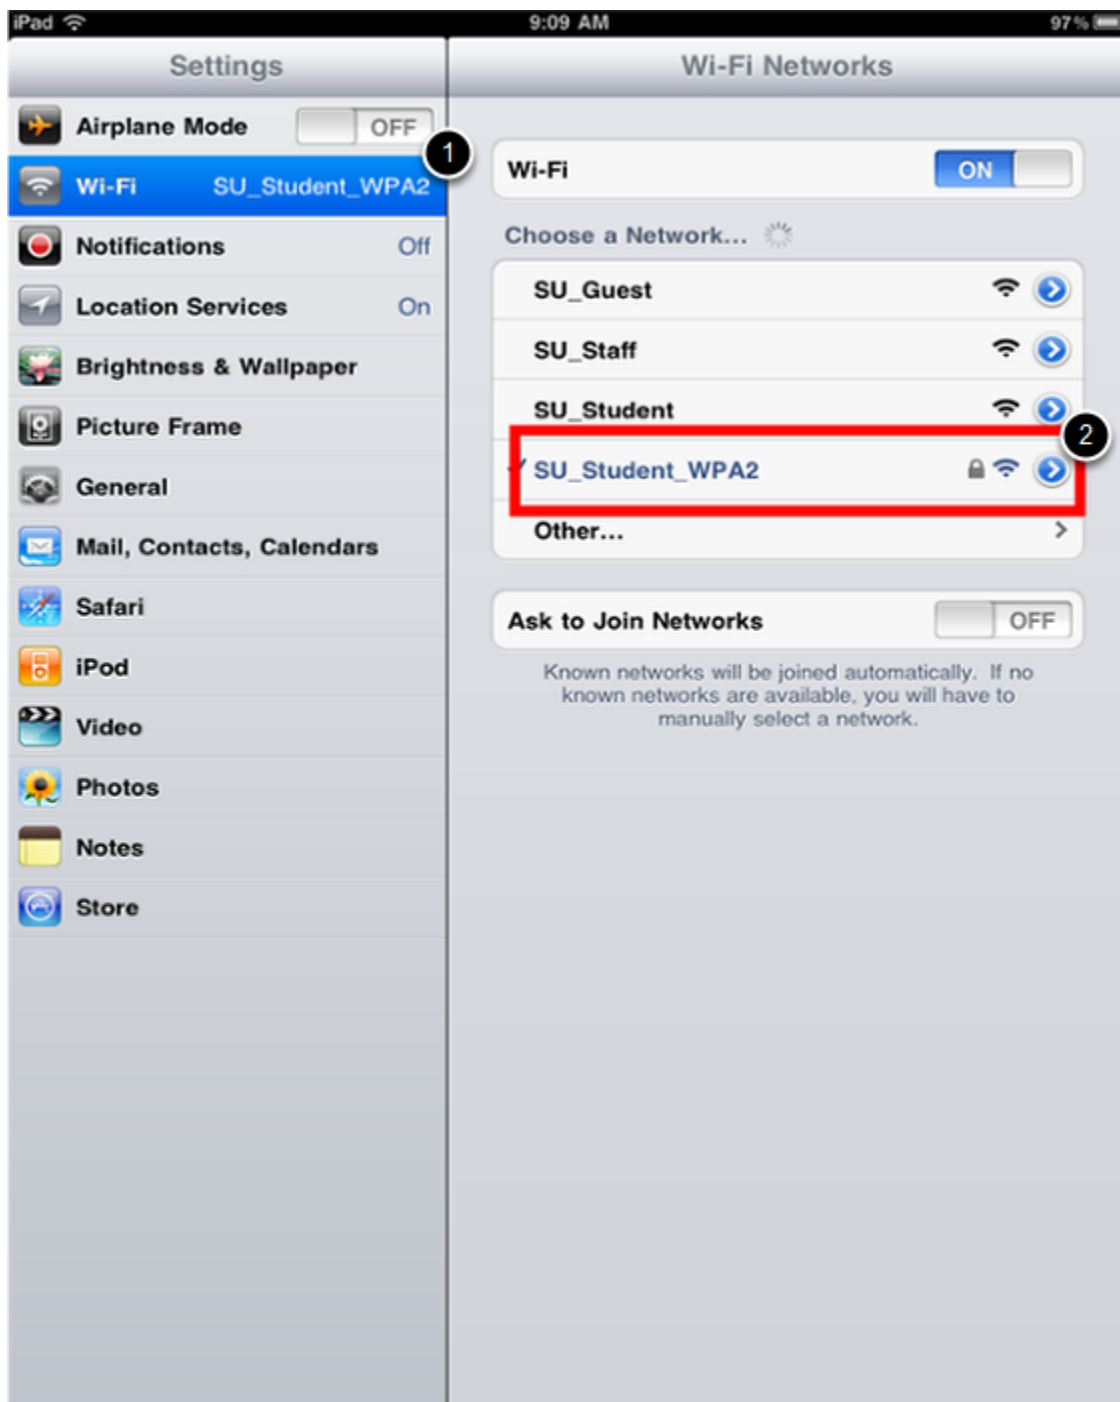 iPad 9:09 AM 97%
Settings
Airplane Mode OFF
1
Wi-Fi SU_Student_WPA2
Notifications Off
Location Services On
Brightness & Wallpaper
Picture Frame
General
Mail, Contacts, Calendars
Safari
iPod
Video
Photos
Notes
Store
Wi-Fi Networks
Wi-Fi ON
Choose a Network...
SU_Guest
SU_Staff
SU_Student
2
SU_Student_WPA2
Other...
Ask to Join Networks OFF
Known networks will be joined automatically. If no
known networks are available, you will have to
manually select a network.